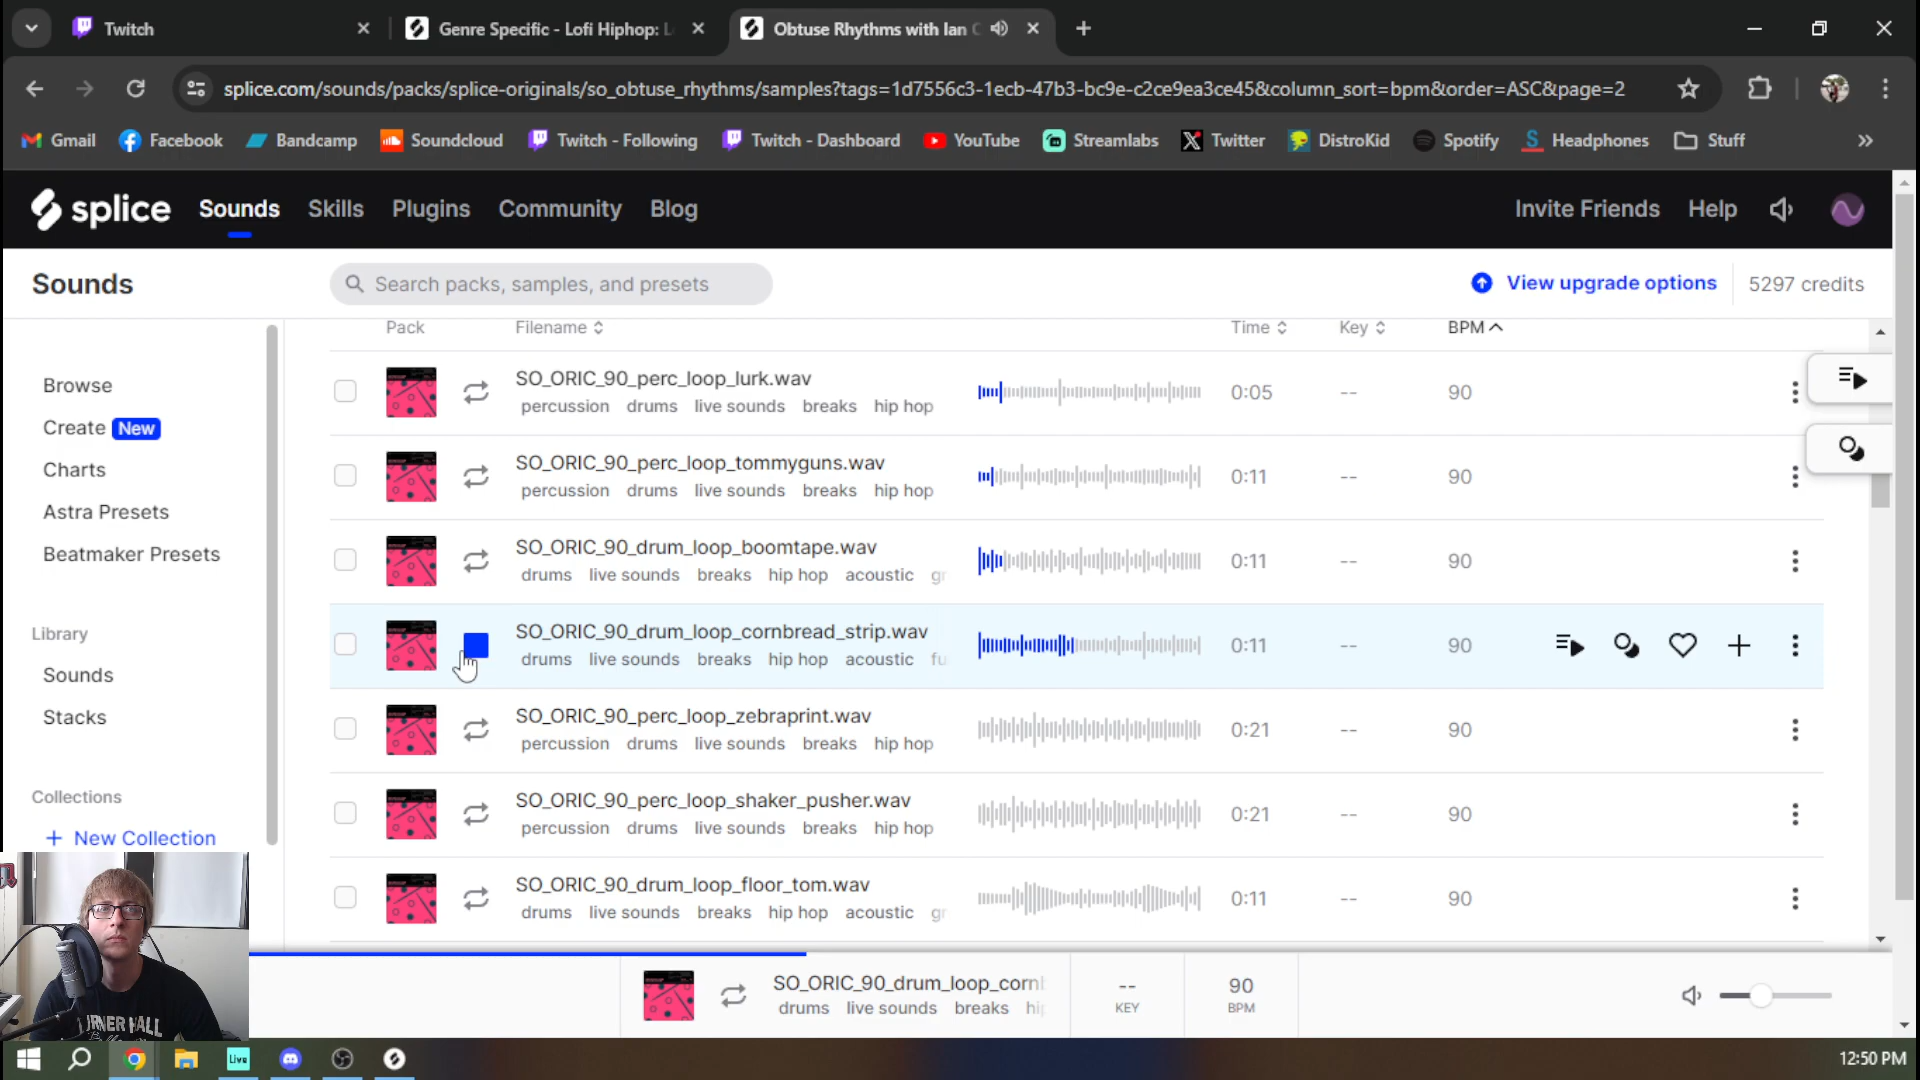 Twitch
Genre Specific - Lofi Hiphop: L
Obtuse Rhythms with Ian C
splice.com/sounds/packs/splice-originals/so_obtuse_rhythms/samples?tags=1d7556c3-1ecb-47b3-bc9e-c2ce9ea3ce45&column_sort=bpm&order=ASC&page=2
Gmail Facebook Bandcamp Soundcloud Twitch - Following Twitch - Dashboard YouTube Streamlabs Twitter DistroKid Spotify Headphones Stuff
splice Sounds Skills Plugins Community Blog Invite Friends Help
Sounds
Search packs, samples, and presets
View upgrade options
5297 credits
Browse
Create New
Charts
Astra Presets
Beatmaker Presets
Library
Sounds
Stacks
Collections
+ New Collection
Pack Filename Time Key BPM
SO_ORIC_90_perc_loop_lurk.wav 0:05 -- 90
percussion drums live sounds breaks hip hop
SO_ORIC_90_perc_loop_tommyguns.wav 0:11 -- 90
percussion drums live sounds breaks hip hop
SO_ORIC_90_drum_loop_boomtape.wav 0:11 -- 90
drums live sounds breaks hip hop acoustic gr
SO_ORIC_90_drum_loop_cornbread_strip.wav 0:11 -- 90
drums live sounds breaks hip hop acoustic fu
SO_ORIC_90_perc_loop_zebraprint.wav 0:21 -- 90
percussion drums live sounds breaks hip hop
SO_ORIC_90_perc_loop_shaker_pusher.wav 0:21 -- 90
percussion drums live sounds breaks hip hop
SO_ORIC_90_drum_loop_floor_tom.wav 0:11 -- 90
drums live sounds breaks hip hop acoustic gr
SO_ORIC_90_drum_loop_corn
drums live sounds breaks hip
--
KEY
90
BPM
Live
12:50 PM